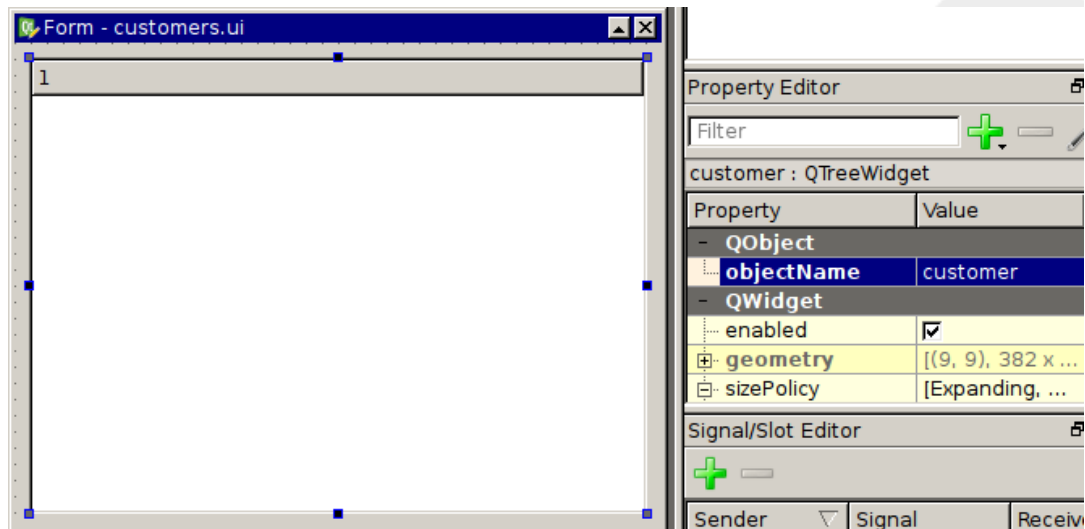 Form - customers.ui
1
Property Editor
Filter
customer : QTreeWidget
Property Value
QObject
objectName customer
QWidget
enabled
geometry [(9, 9), 382 x ...
sizePolicy [Expanding, ...
Signal/Slot Editor
Sender Signal Receive